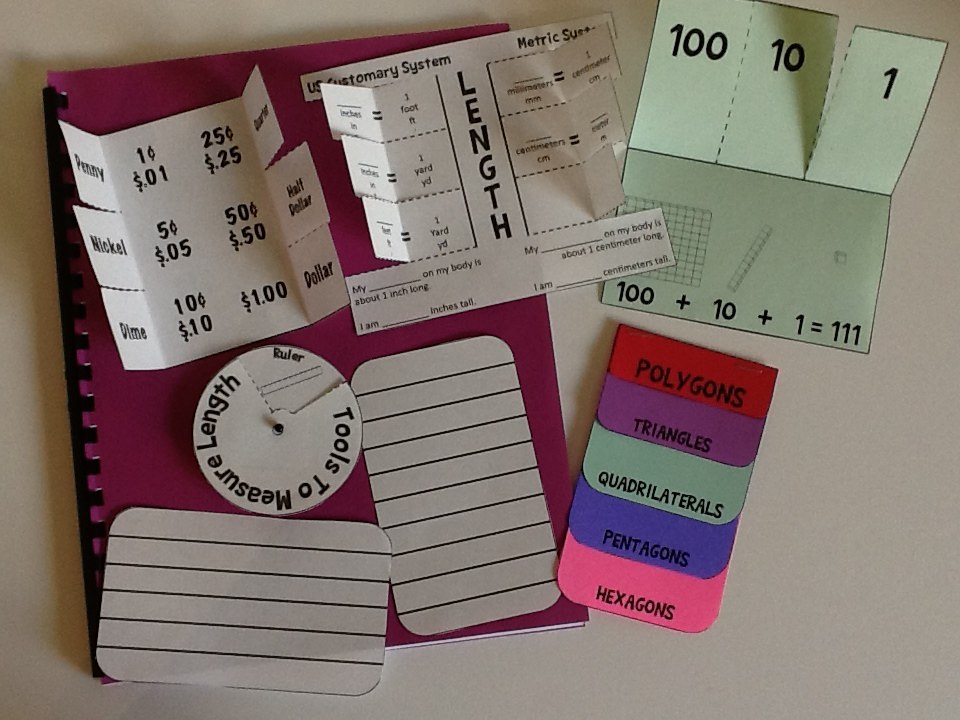 Penny
Nickel
Dime
1¢
$.01
25¢
$.25
5¢
$.05
50¢
$.50
10¢
$.10
$1.00
Quarter
Half
Dollar
Dollar
US Customary System
Metric
LENGTH
inches
in
=
1
foot
ft
inches
in
1
yard
yd
feet
ft
=
1
yard
yd
millimeters
mm
=
1
centimeter
cm
centimeters
cm
=
meter
m
My ________ on my body is
about 1 inch long.
I am ________ inches tall.
My ________ on my body is
about 1 centimeter long.
I am ________ centimeters tall.
100
10
1
100 + 10 + 1 = 111
Ruler
Tools To Measure Length
POLYGONS
TRIANGLES
QUADRILATERALS
PENTAGONS
HEXAGONS